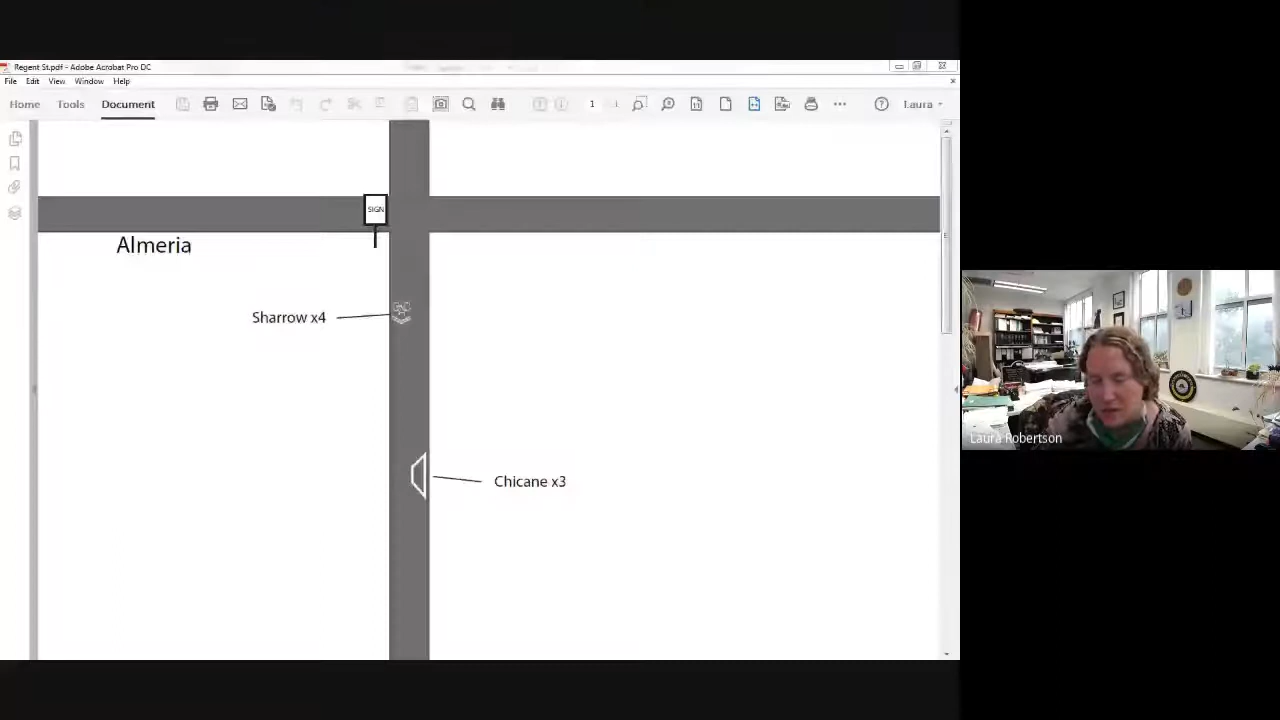 Regent St.pdf - Adobe Acrobat Pro DC
File Edit View Window Help
Home Tools Document 1 Laura
SIGN
Almeria
Sharrow x4
Chicane x3
Laura Robertson